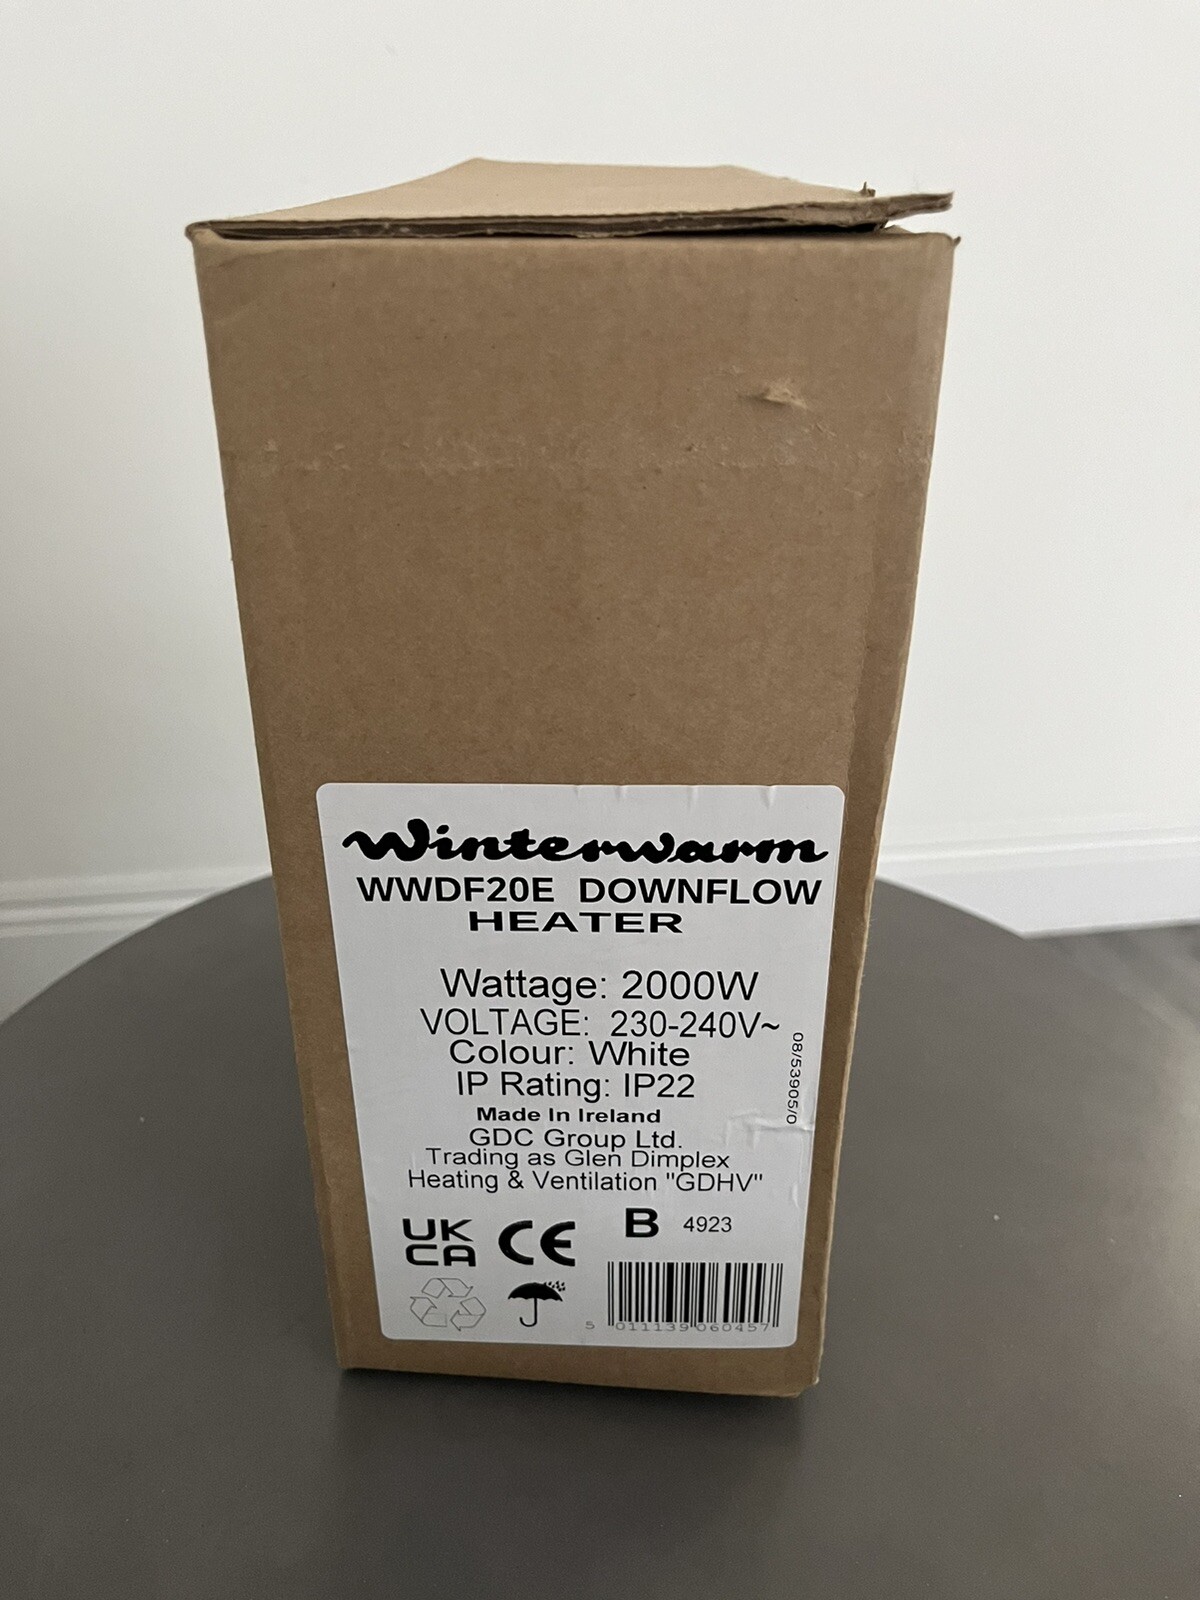 Winterwarm
WWDF20E DOWNFLOW
HEATER
Wattage: 2000W
VOLTAGE: 230-240V~
Colour: White
IP Rating: IP22
08/53905/0
Made In Ireland
GDC Group Ltd.
Trading as Glen Dimplex
Heating & Ventilation "GDHV"
UK
CA
CE
B 4923
5 011139 060457